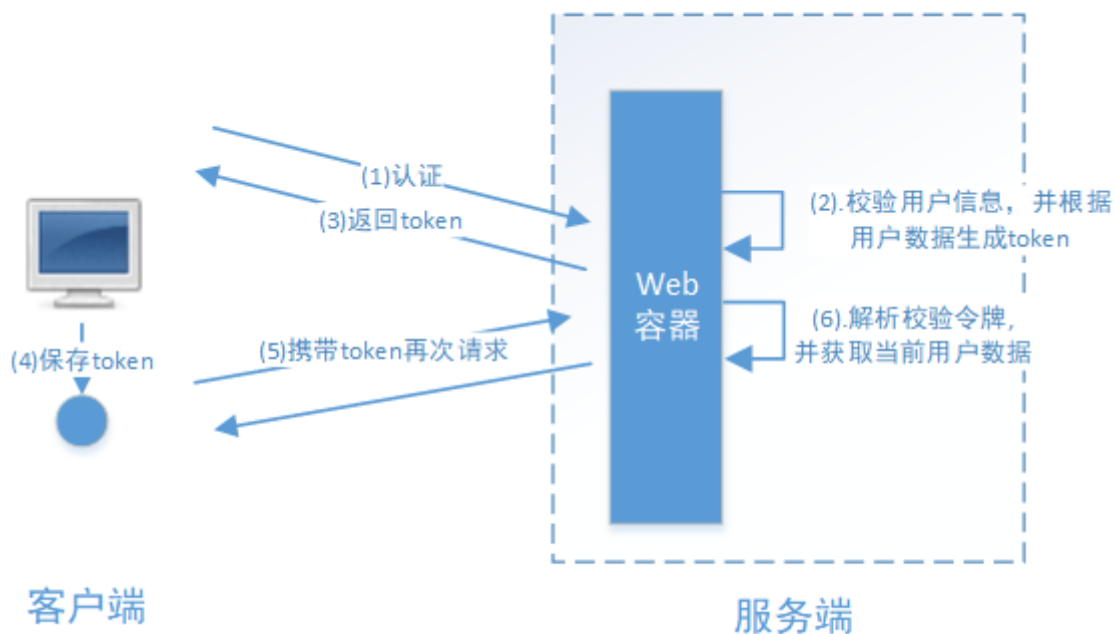 (1)认证
(3)返回token
(2).校验用户信息，并根据
用户数据生成token
Web
容器
(6).解析校验令牌,
并获取当前用户数据
(5)携带token再次请求
(4)保存token
客户端
服务端